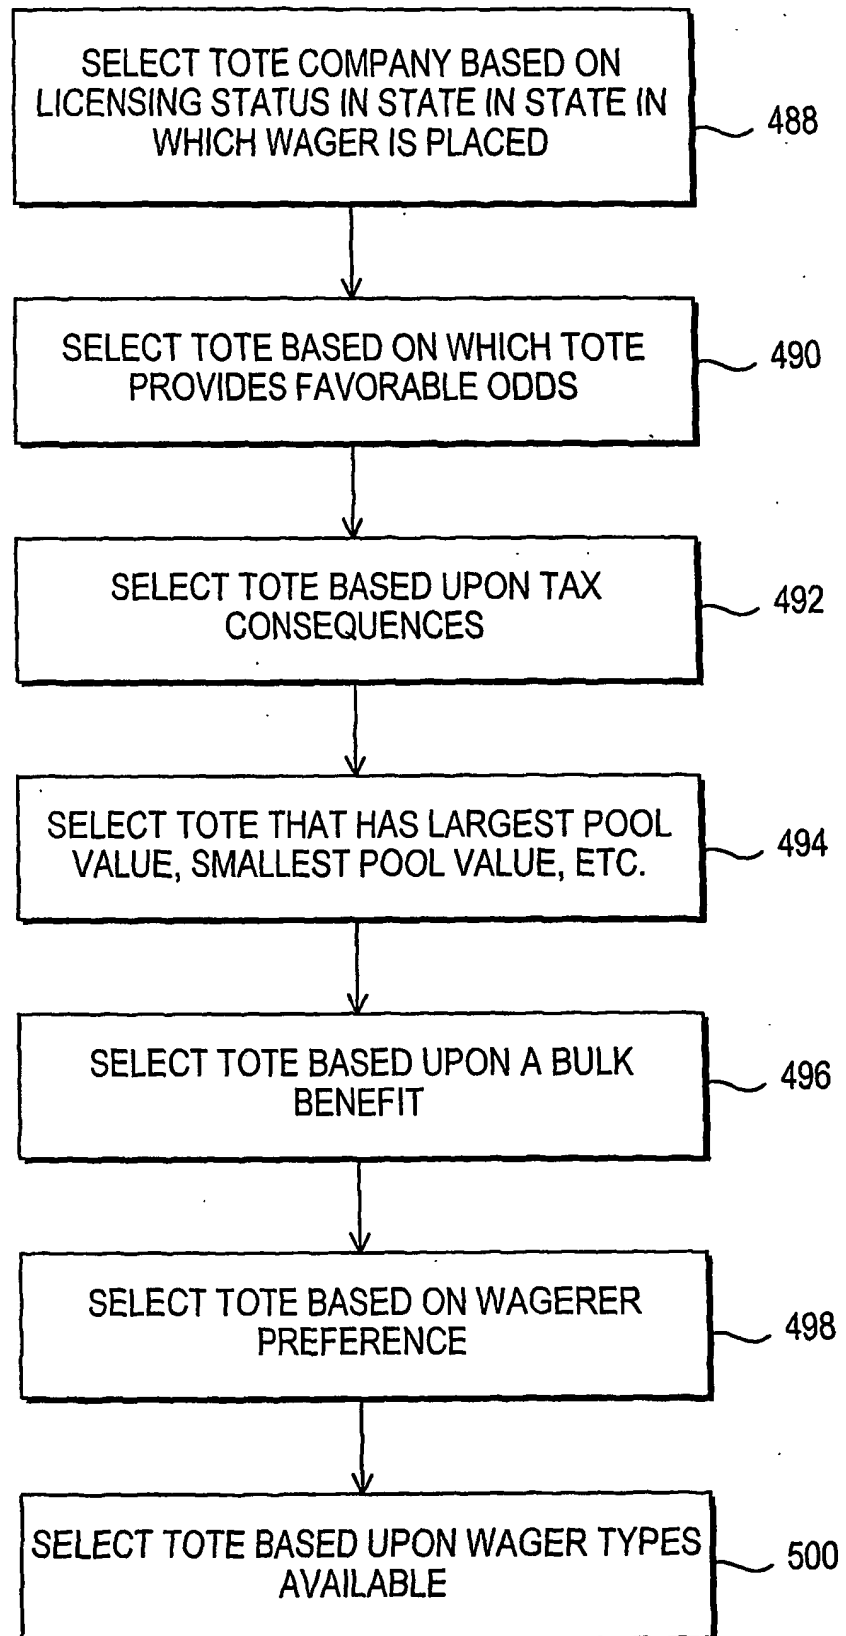 SELECT TOTE COMPANY BASED ON
LICENSING STATUS IN STATE IN STATE IN
WHICH WAGER IS PLACED
488
SELECT TOTE BASED ON WHICH TOTE
PROVIDES FAVORABLE ODDS
490
SELECT TOTE BASED UPON TAX
CONSEQUENCES
492
SELECT TOTE THAT HAS LARGEST POOL
VALUE, SMALLEST POOL VALUE, ETC.
494
SELECT TOTE BASED UPON A BULK
BENEFIT
496
SELECT TOTE BASED ON WAGERER
PREFERENCE
498
SELECT TOTE BASED UPON WAGER TYPES
AVAILABLE
500